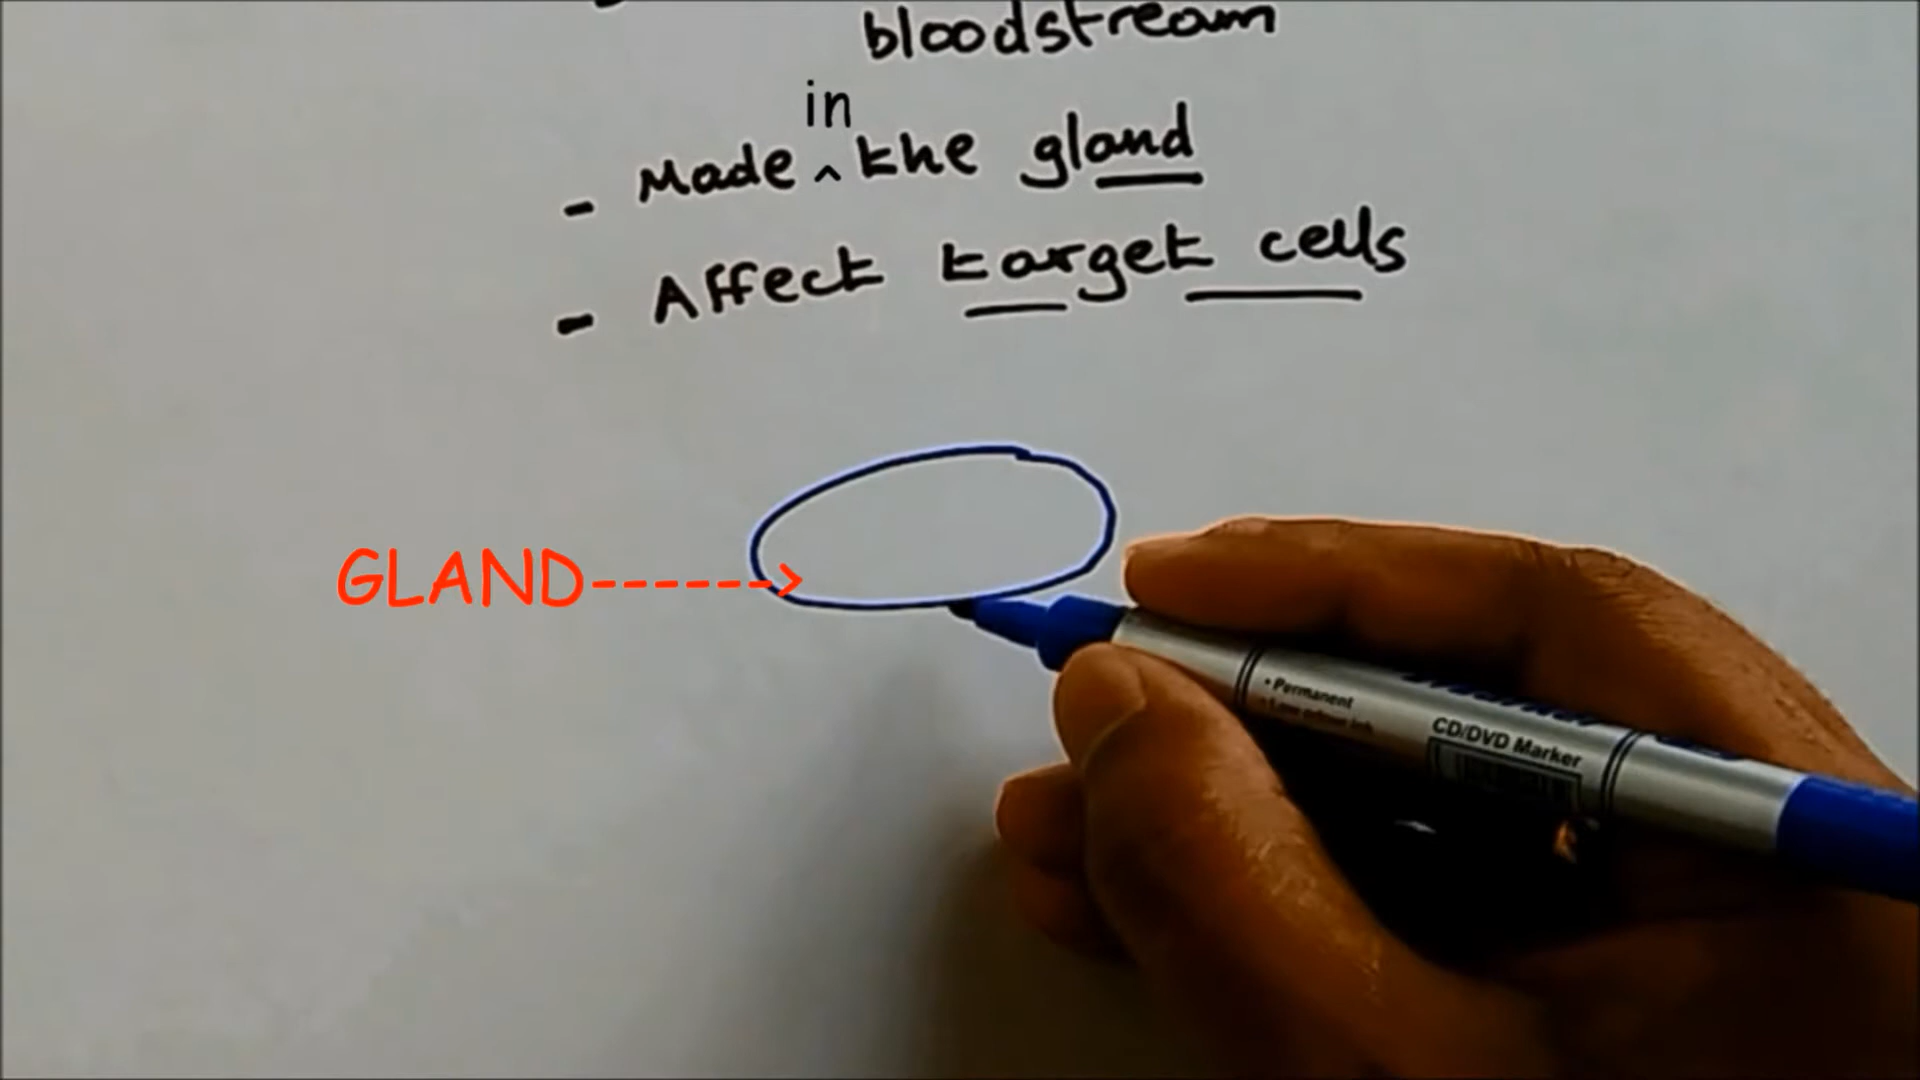 bloodstream
in
- Made ^ the gland
- Affect target cells
GLAND------>
• Permanent
CD/DVD Marker